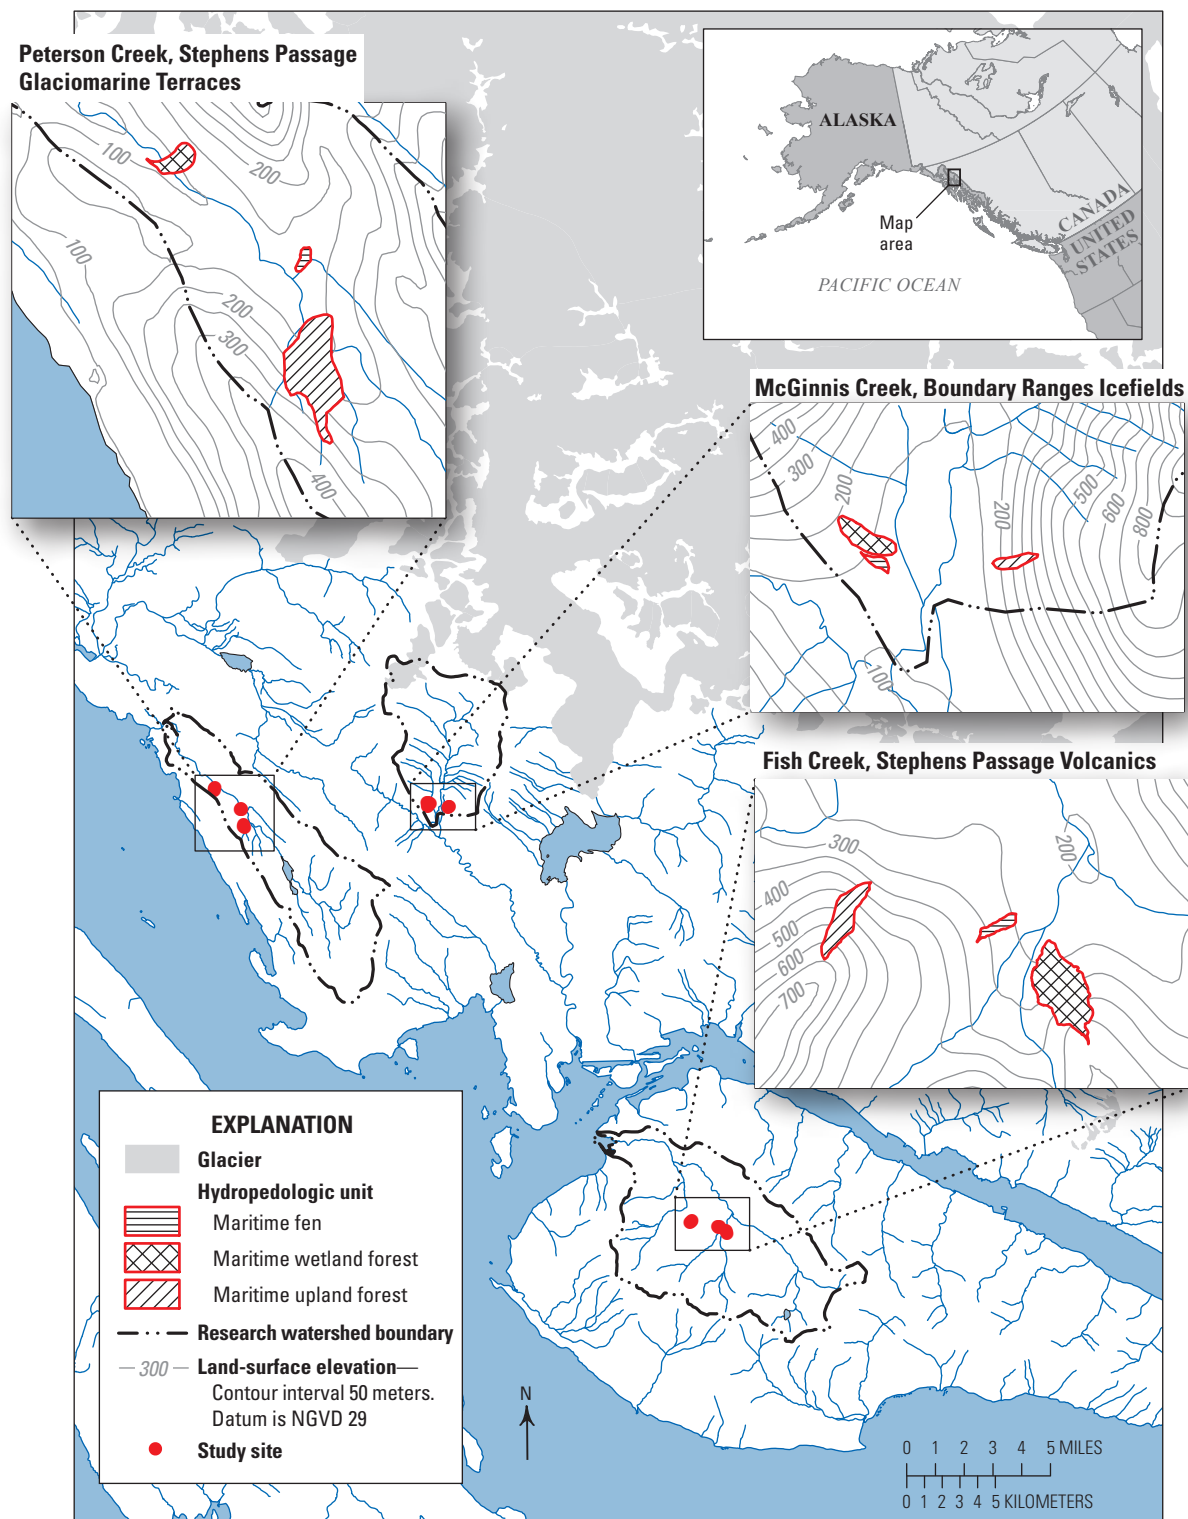 Peterson Creek, Stephens Passage
Glaciomarine Terraces
100
200
100
200
300
400
ALASKA
Map
area
CANADA
UNITED
STATES
PACIFIC OCEAN
McGinnis Creek, Boundary Ranges Icefields
400
300
200
200
500
600
800
100
Fish Creek, Stephens Passage Volcanics
300
200
400
500
600
700
EXPLANATION
Glacier
Hydropedologic unit
Maritime fen
Maritime wetland forest
Maritime upland forest
Research watershed boundary
300 Land-surface elevation—
Contour interval 50 meters.
Datum is NGVD 29
Study site
N
0 1 2 3 4 5 MILES
0 1 2 3 4 5 KILOMETERS